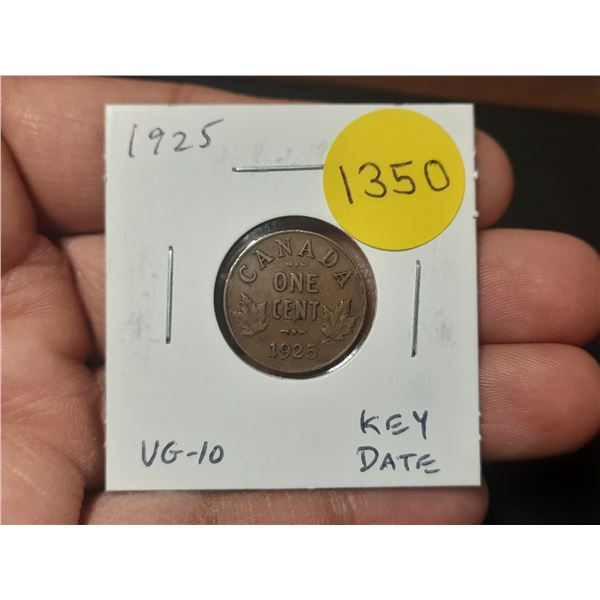 1925
1350
CANADA
ONE
CENT
1925
VG-10
KEY
DATE